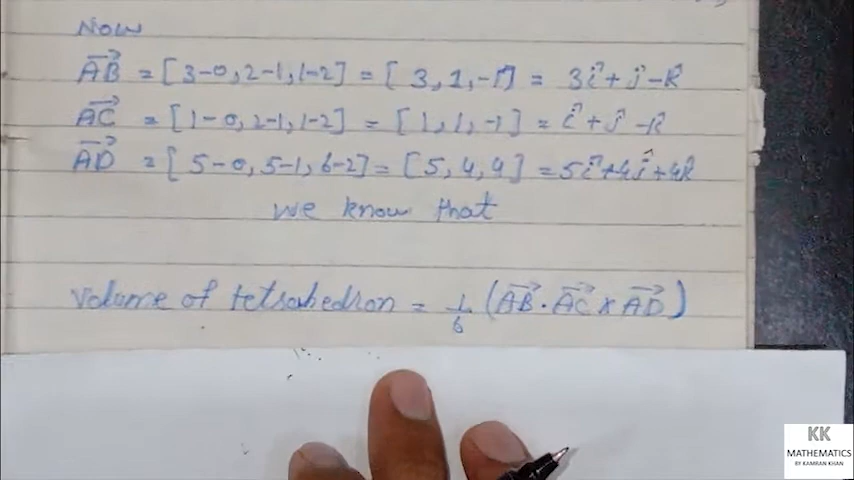 Now
AB = [3-0, 2-1, 1-2] = [3, 1, -1] = 3i + j - k
AC = [1-0, 2-1, 1-2] = [1, 1, -1] = i + j - k
AD = [5-0, 5-1, 6-2] = [5, 4, 4] = 5i + 4j + 4k
we know that
volume of tetrahedron = 1/6 (AB · AC × AD)
KK
MATHEMATICS
BY KAMRAN KHAN